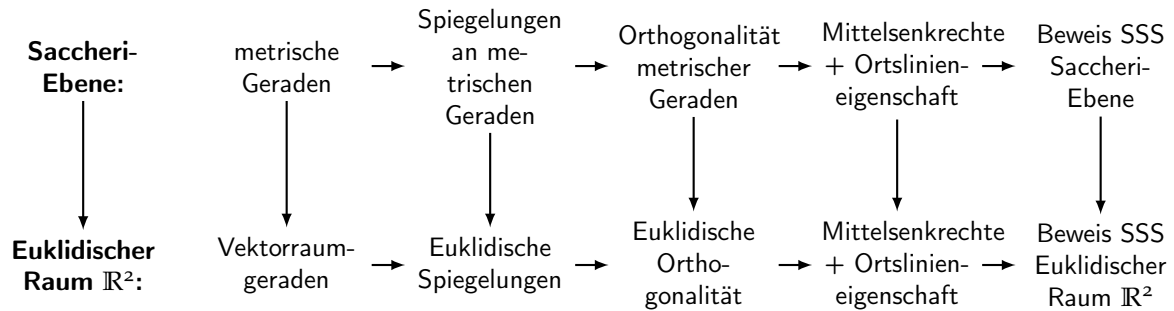 Saccheri-
Ebene:
metrische
Geraden
Spiegelungen
an me-
trischen
Geraden
Orthogonalität
metrischer
Geraden
Mittelsenkrechte
+ Ortslinien-
eigenschaft
Beweis SSS
Saccheri-
Ebene
Euklidischer
Raum ℝ²:
Vektorraum-
geraden
Euklidische
Spiegelungen
Euklidische
Ortho-
gonalität
Mittelsenkrechte
+ Ortslinien-
eigenschaft
Beweis SSS
Euklidischer
Raum ℝ²